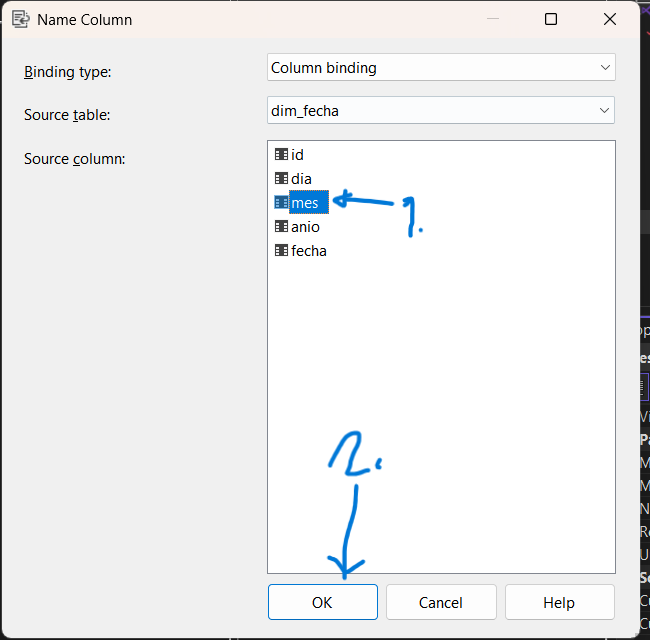 Name Column
Binding type:
Column binding
Source table:
dim_fecha
Source column:
id
dia
mes
1.
anio
fecha
2.
OK
Cancel
Help